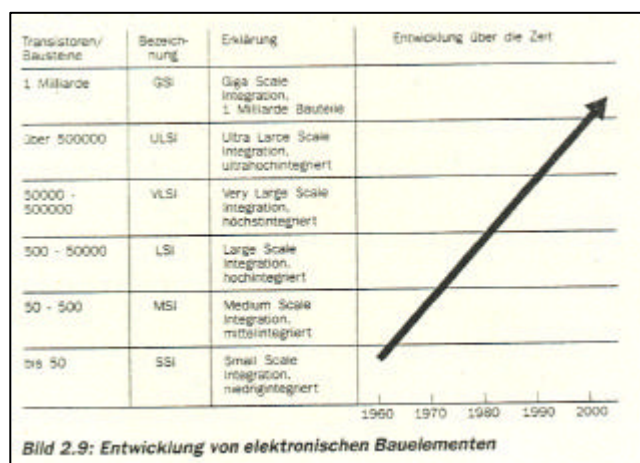 Transistoren/ Bezeich- Erklärung Entwicklung über die Zeit
Bausteine nung
1 Milliarde GSI Giga Scale
Integration,
1 Milliarde Bauteile
über 500000 ULSI Ultra Large Scale
Integration,
ultrahochintegriert
50000 - VLSI Very Large Scale
500000 Integration,
höchstintegriert
500 - 50000 LSI Large Scale
Integration,
hochintegriert
50 - 500 MSI Medium Scale
Integration,
mittelintegriert
bis 50 SSI Small Scale
Integration,
niedrigintegriert
1960 1970 1980 1990 2000
Bild 2.9: Entwicklung von elektronischen Bauelementen